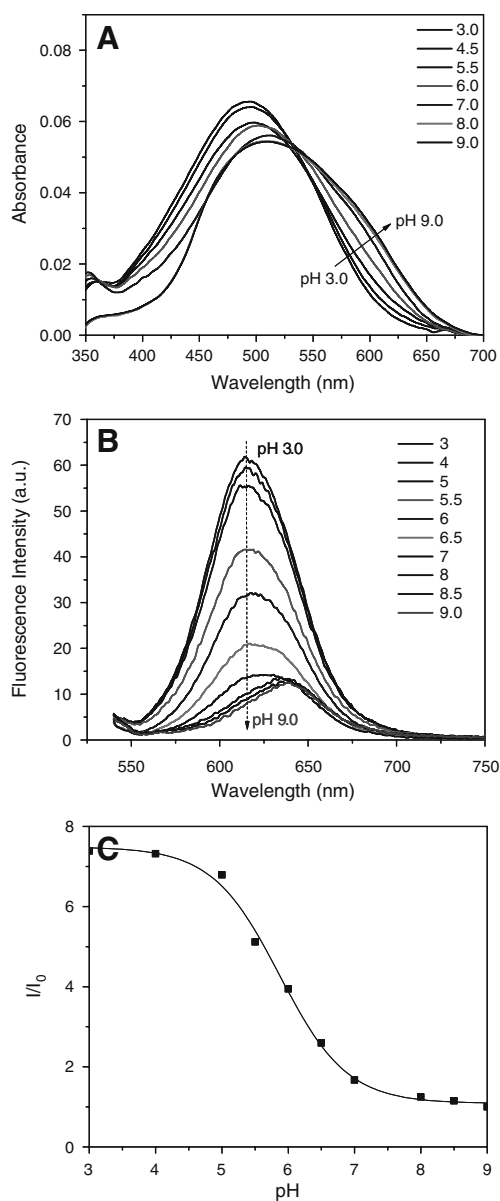 A
3.0
4.5
5.5
6.0
7.0
8.0
9.0
pH 9.0
pH 3.0
Absorbance
0.08
0.06
0.04
0.02
0.00
350 400 450 500 550 600 650 700
Wavelength (nm)
B
pH 3.0
3
4
5
5.5
6
6.5
7
8
8.5
9.0
pH 9.0
Fluorescence Intensity (a.u.)
70
60
50
40
30
20
10
0
550 600 650 700 750
Wavelength (nm)
C
I/I0
8
6
4
2
0
3 4 5 6 7 8 9
pH